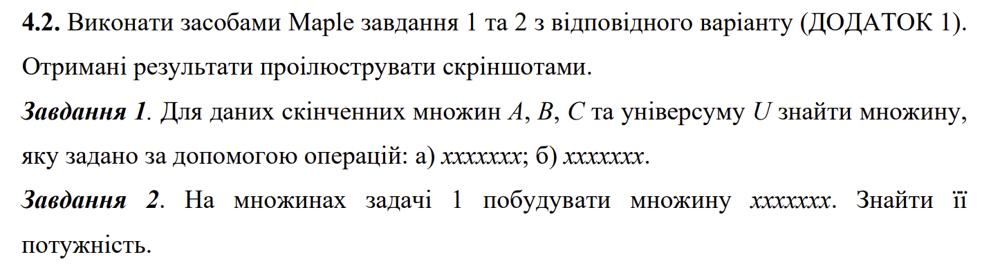 4.2. Виконати засобами Maple завдання 1 та 2 з відповідного варіанту (ДОДАТОК 1).
Отримані результати проілюструвати скріншотами.
Завдання 1. Для даних скінченних множин A, B, C та універсуму U знайти множину,
яку задано за допомогою операцій: а) xxxxxxx; б) xxxxxxx.
Завдання 2. На множинах задачі 1 побудувати множину xxxxxxx. Знайти її
потужність.